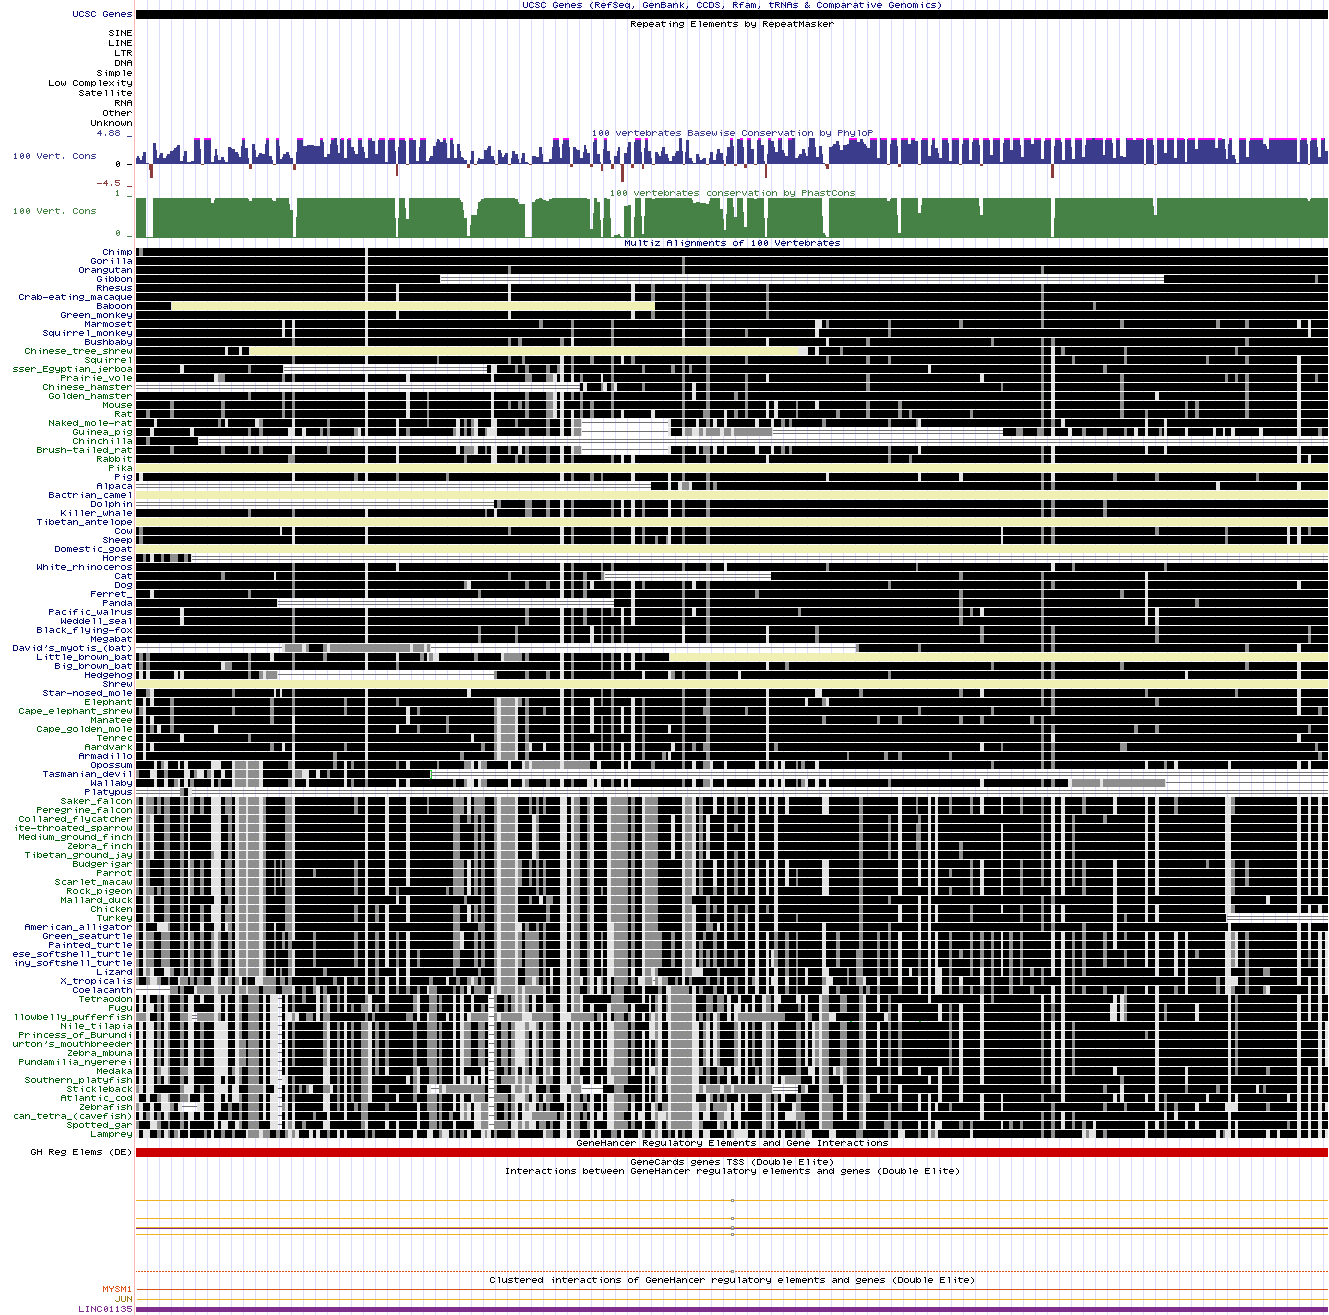 UCSC Genes (RefSeq, GenBank, CCDS, Rfam, tRNAs & Comparative Genomics)
UCSC Genes
Repeating Elements by RepeatMasker
SINE
LINE
LTR
DNA
Simple
Low Complexity
Satellite
RNA
Other
Unknown
4.88 _
100 vertebrates Basewise Conservation by PhyloP
100 Vert. Cons
0 _
-4.5 _
1 _
100 vertebrates conservation by PhastCons
100 Vert. Cons
0 _
Multiz Alignments of 100 Vertebrates
Chimp
Gorilla
Orangutan
Gibbon
Rhesus
Crab-eating_macaque
Baboon
Green_monkey
Marmoset
Squirrel_monkey
Bushbaby
Chinese_tree_shrew
Squirrel
sser_Egyptian_jerboa
Prairie_vole
Chinese_hamster
Golden_hamster
Mouse
Rat
Naked_mole-rat
Guinea_pig
Chinchilla
Brush-tailed_rat
Rabbit
Pika
Pig
Alpaca
Bactrian_camel
Dolphin
Killer_whale
Tibetan_antelope
Cow
Sheep
Domestic_goat
Horse
White_rhinoceros
Cat
Dog
Ferret_
Panda
Pacific_walrus
Weddell_seal
Black_flying-fox
Megabat
David's_myotis_(bat)
Little_brown_bat
Big_brown_bat
Hedgehog
Shrew
Star-nosed_mole
Elephant
Cape_elephant_shrew
Manatee
Cape_golden_mole
Tenrec
Aardvark
Armadillo
Opossum
Tasmanian_devil
Wallaby
Platypus
Saker_falcon
Peregrine_falcon
Collared_flycatcher
ite-throated_sparrow
Medium_ground_finch
Zebra_finch
Tibetan_ground_jay
Budgerigar
Parrot
Scarlet_macaw
Rock_pigeon
Mallard_duck
Chicken
Turkey
American_alligator
Green_seaturtle
Painted_turtle
ese_softshell_turtle
iny_softshell_turtle
Lizard
X_tropicalis
Coelacanth
Tetraodon
Fugu
llowbelly_pufferfish
Nile_tilapia
Princess_of_Burundi
urton's_mouthbreeder
Zebra_mbuna
Pundamilia_nyererei
Medaka
Southern_platyfish
Stickleback
Atlantic_cod
Zebrafish
can_tetra_(cavefish)
Spotted_gar
Lamprey
GeneHancer Regulatory Elements and Gene Interactions
GH Reg Elems (DE)
GeneCards genes TSS (Double Elite)
Interactions between GeneHancer regulatory elements and genes (Double Elite)
Clustered interactions of GeneHancer regulatory elements and genes (Double Elite)
MYSM1
JUN
LINC01135